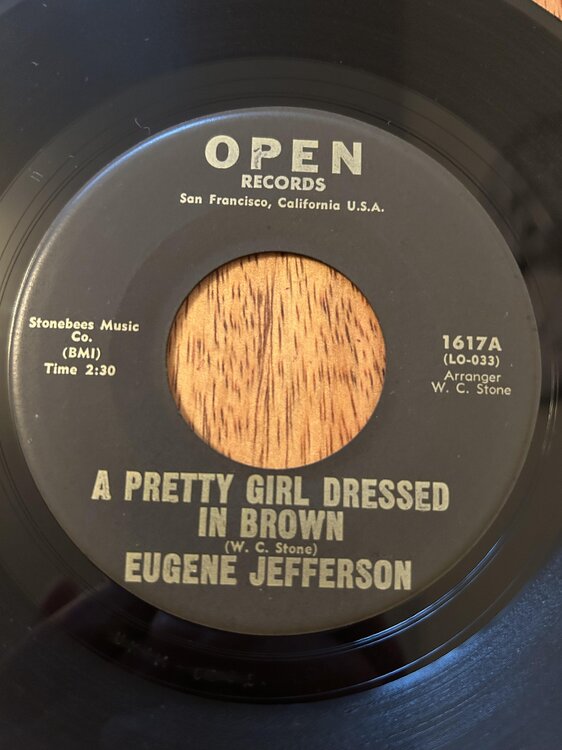 OPEN
RECORDS
San Francisco, California U.S.A.
Stonebees Music
Co.
(BMI)
Time 2:30
1617A
(LO-033)
Arranger
W. C. Stone
A PRETTY GIRL DRESSED
IN BROWN
(W. C. Stone)
EUGENE JEFFERSON